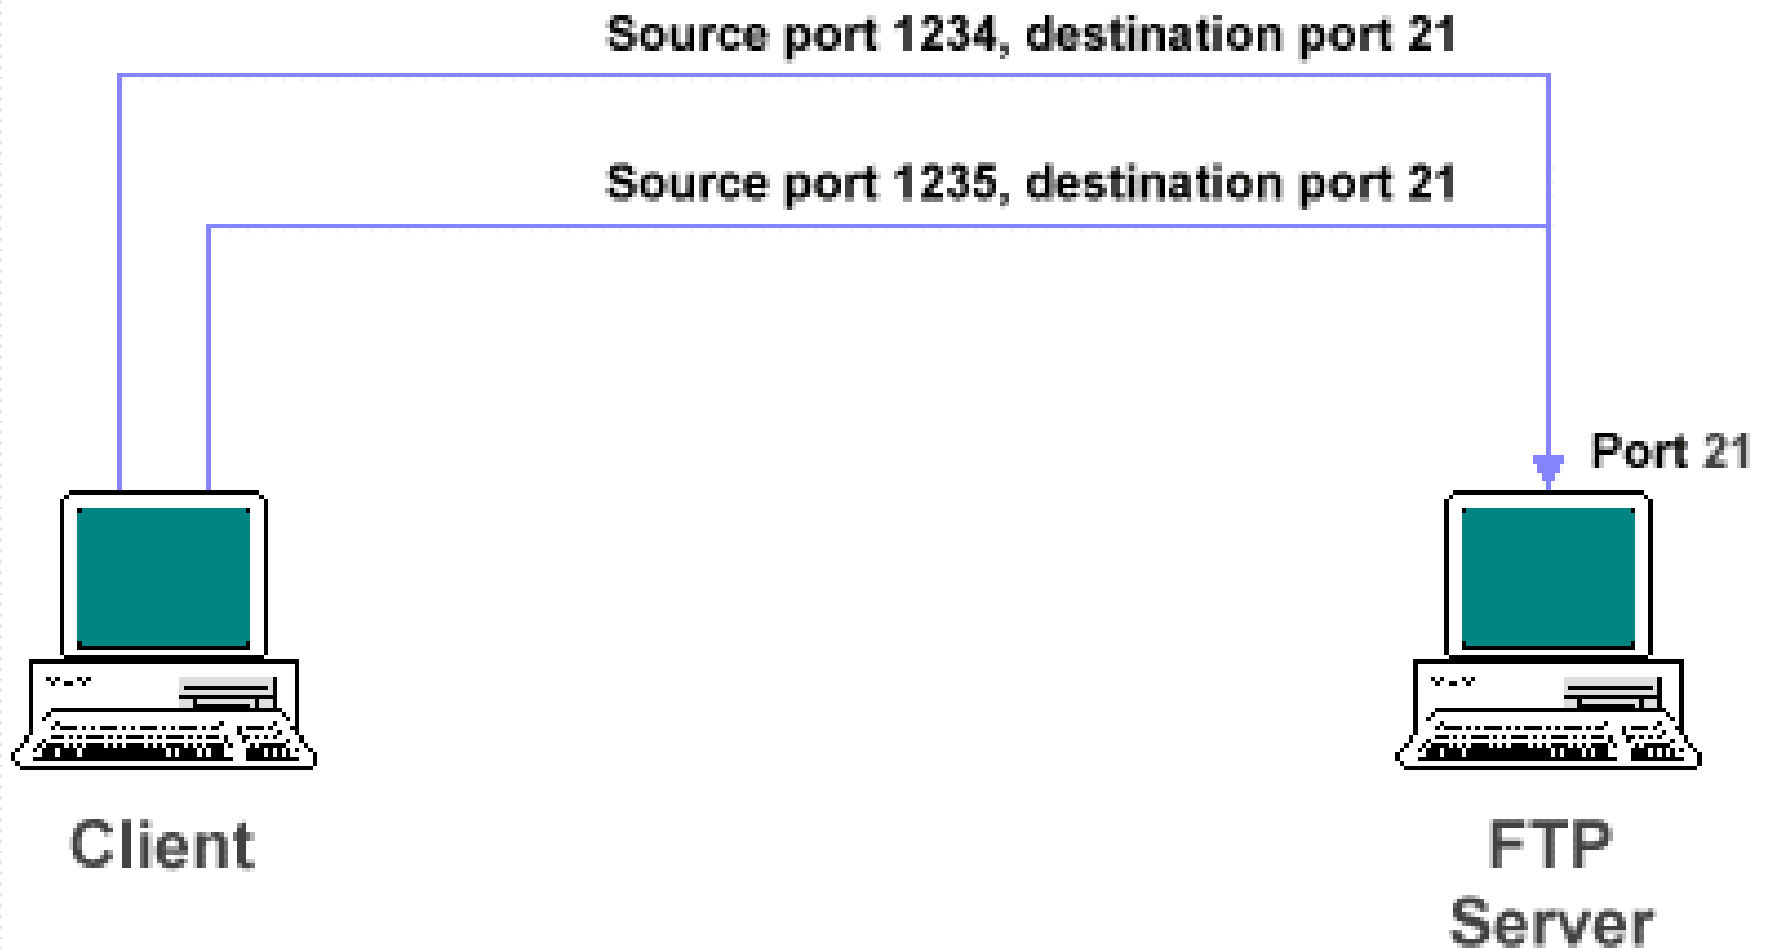 Source port 1234, destination port 21
Source port 1235, destination port 21
Port 21
Client
FTP
Server